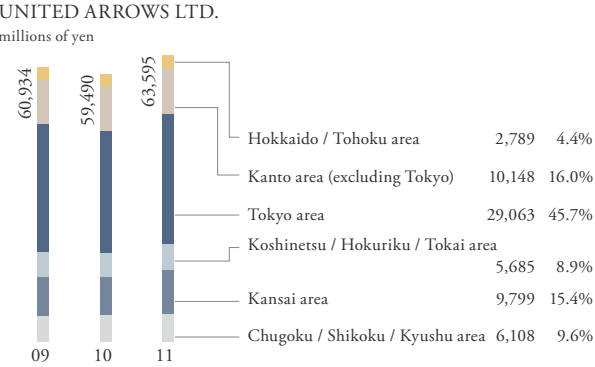 UNITED ARROWS LTD.
millions of yen
60,934
59,490
63,595
Hokkaido / Tohoku area 2,789 4.4%
Kanto area (excluding Tokyo) 10,148 16.0%
Tokyo area 29,063 45.7%
Koshinetsu / Hokuriku / Tokai area
5,685 8.9%
Kansai area 9,799 15.4%
Chugoku / Shikoku / Kyushu area 6,108 9.6%
09 10 11